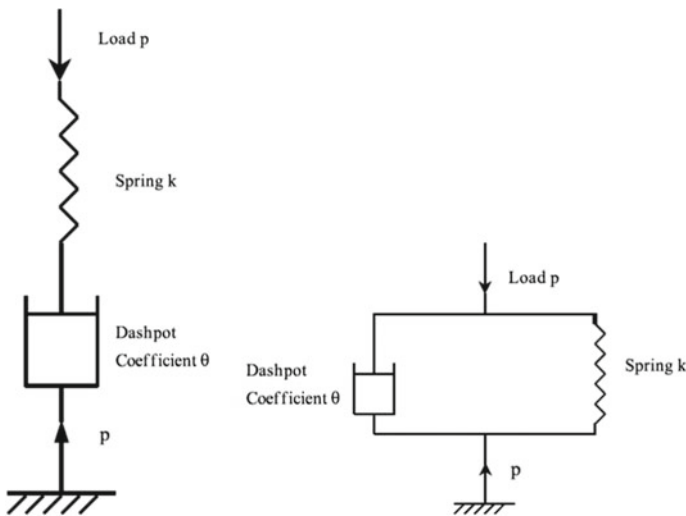 Load p
Spring k
Dashpot
Coefficient θ
p
Load p
Dashpot
Coefficient θ
Spring k
p